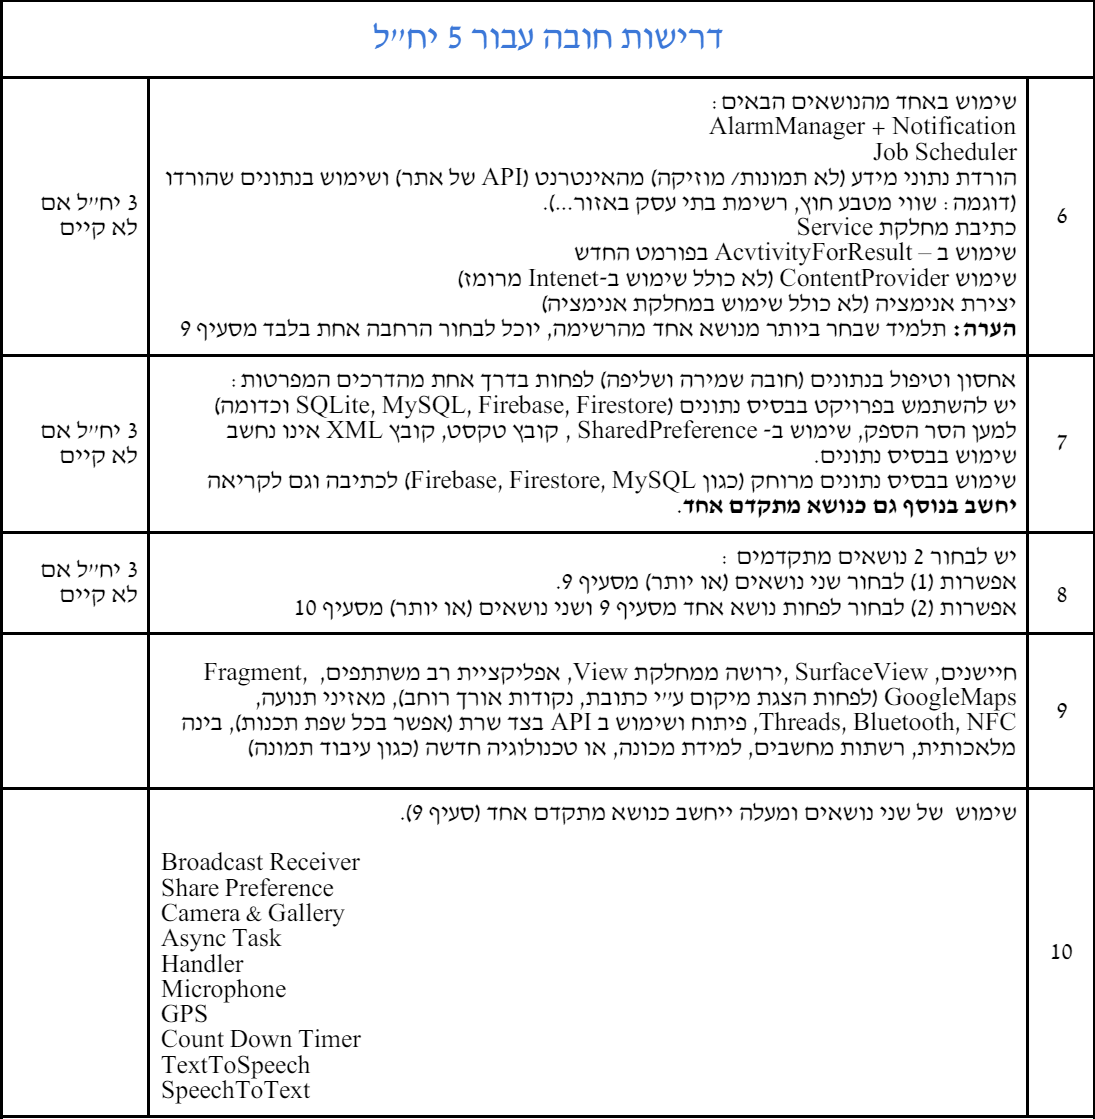 דרישות חובה עבור 5 יח״ל
6
שימוש באחד מהנושאים הבאים:
AlarmManager + Notification
Job Scheduler
הורדת נתוני מידע (לא תמונות/ מוזיקה) מהאינטרנט (API של אתר) ושימוש בנתונים שהורדו
(דוגמה: שווי מטבע חוץ, רשימת בתי עסק באזור...).
כתיבת מחלקת Service
שימוש ב – AcvtivityForResult בפורמט החדש
שימוש ContentProvider (לא כולל שימוש ב-Intenet מרומז)
יצירת אנימציה (לא כולל שימוש במחלקת אנימציה)
הערה: תלמיד שבחר ביותר מנושא אחד מהרשימה, יוכל לבחור הרחבה אחת בלבד מסעיף 9
3 יח״ל אם
לא קיים
7
אחסון וטיפול בנתונים (חובה שמירה ושליפה) לפחות בדרך אחת מהדרכים המפרטות:
יש להשתמש בפרויקט בבסיס נתונים (SQLite, MySQL, Firebase, Firestore וכדומה)
למען הסר הספק, שימוש ב- SharedPreference , קובץ טקסט, קובץ XML אינו נחשב
שימוש בבסיס נתונים.
שימוש בבסיס נתונים מרוחק (כגון Firebase, Firestore, MySQL) לכתיבה וגם לקריאה
יחשב בנוסף גם כנושא מתקדם אחד.
3 יח״ל אם
לא קיים
8
יש לבחור 2 נושאים מתקדמים :
אפשרות (1) לבחור שני נושאים (או יותר) מסעיף 9.
אפשרות (2) לבחור לפחות נושא אחד מסעיף 9 ושני נושאים (או יותר) מסעיף 10
3 יח״ל אם
לא קיים
9
חיישנים, SurfaceView ,ירושה ממחלקת View, אפליקציית רב משתתפים, Fragment,
GoogleMaps (לפחות הצגת מיקום ע״י כתובת, נקודות אורך רוחב), מאזיני תנועה,
Threads, Bluetooth, NFC, פיתוח ושימוש ב API בצד שרת (אפשר בכל שפת תכנות), בינה
מלאכותית, רשתות מחשבים, למידת מכונה, או טכנולוגיה חדשה (כגון עיבוד תמונה)
10
שימוש של שני נושאים ומעלה ייחשב כנושא מתקדם אחד (סעיף 9).
Broadcast Receiver
Share Preference
Camera & Gallery
Async Task
Handler
Microphone
GPS
Count Down Timer
TextToSpeech
SpeechToText